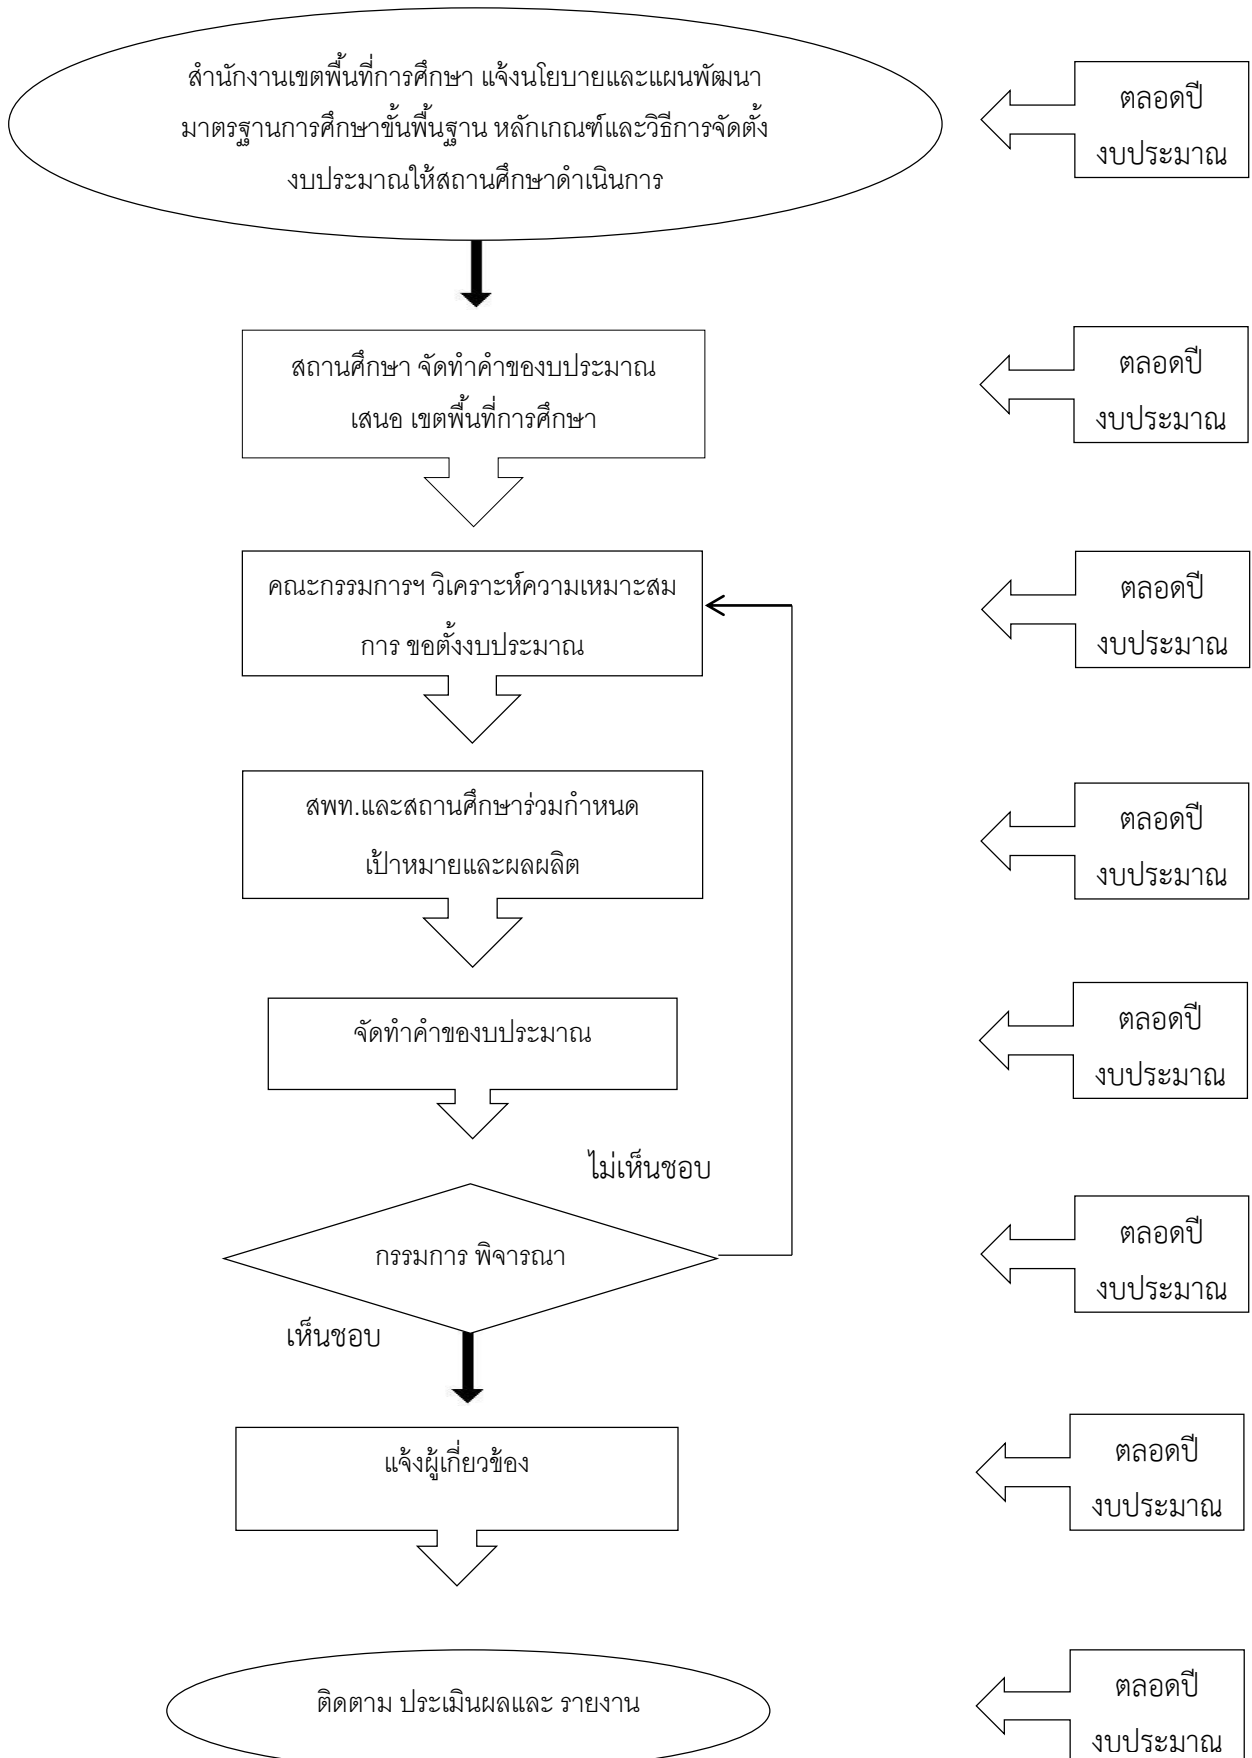 สำนักงานเขตพื้นที่การศึกษา แจ้งนโยบายและแผนพัฒนา
มาตรฐานการศึกษาขั้นพื้นฐาน หลักเกณฑ์และวิธีการจัดตั้ง
งบประมาณให้สถานศึกษาดำเนินการ
ตลอดปี
งบประมาณ
สถานศึกษา จัดทำคำของบประมาณ
เสนอ เขตพื้นที่การศึกษา
ตลอดปี
งบประมาณ
คณะกรรมการฯ วิเคราะห์ความเหมาะสม
การ ขอตั้งงบประมาณ
ตลอดปี
งบประมาณ
สพท.และสถานศึกษาร่วมกำหนด
เป้าหมายและผลผลิต
ตลอดปี
งบประมาณ
จัดทำคำของบประมาณ
ตลอดปี
งบประมาณ
ไม่เห็นชอบ
กรรมการ พิจารณา
เห็นชอบ
ตลอดปี
งบประมาณ
แจ้งผู้เกี่ยวข้อง
ตลอดปี
งบประมาณ
ติดตาม ประเมินผลและ รายงาน
ตลอดปี
งบประมาณ